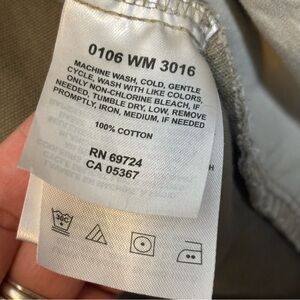 0106 WM 3016
MACHINE WASH, COLD, GENTLE
CYCLE, WASH WITH LIKE COLORS,
ONLY NON-CHLORINE BLEACH, IF
NEEDED, TUMBLE DRY, LOW, REMOVE
PROMPTLY, IRON, MEDIUM, IF NEEDED
100% COTTON
RN 69724
CA 05367
H
30C